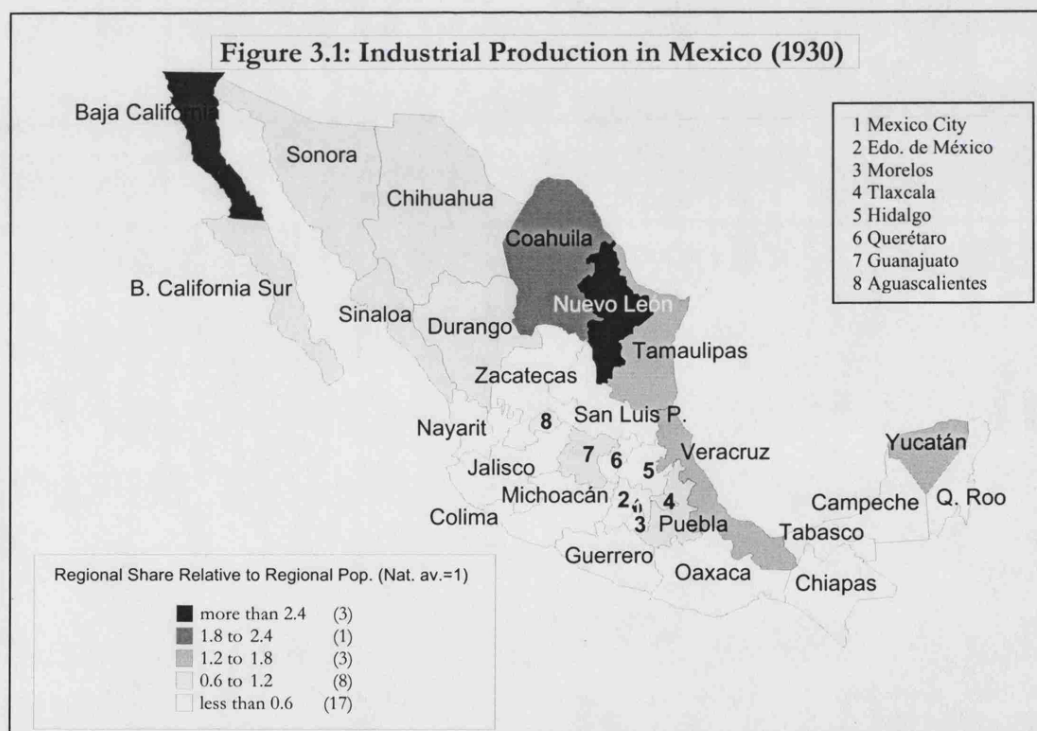 Figure 3.1: Industrial Production in Mexico (1930)
Baja California
Sonora
Chihuahua
Coahuila
B. California Sur
Sinaloa
Durango
Nuevo León
Tamaulipas
Zacatecas
San Luis P.
Nayarit
8
Veracruz
Yucatán
Jalisco
7
6
5
Michoacán
2
4
Campeche
Q. Roo
Colima
3
Puebla
Tabasco
Guerrero
Oaxaca
Chiapas
1 Mexico City
2 Edo. de México
3 Morelos
4 Tlaxcala
5 Hidalgo
6 Querétaro
7 Guanajuato
8 Aguascalientes
Regional Share Relative to Regional Pop. (Nat. av.=1)
more than 2.4 (3)
1.8 to 2.4 (1)
1.2 to 1.8 (3)
0.6 to 1.2 (8)
less than 0.6 (17)